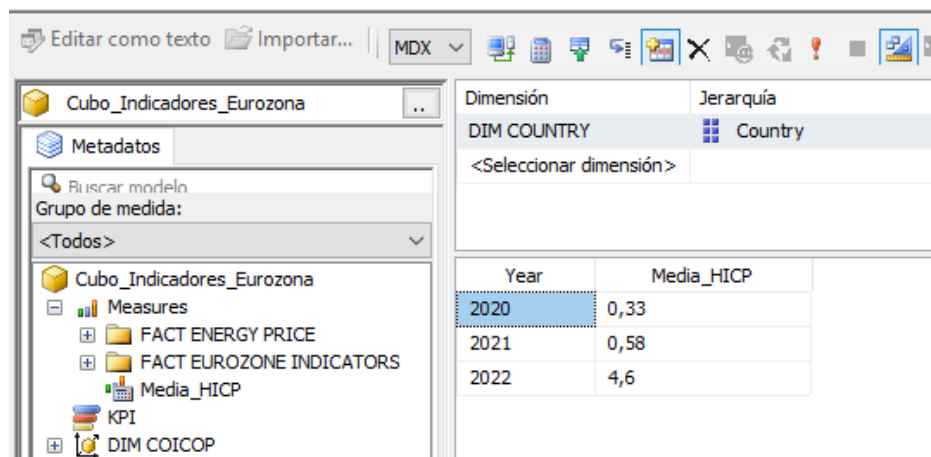 Editar como texto Importar... MDX
Cubo_Indicadores_Eurozona ..
Metadatos
Buscar modelo
Grupo de medida:
<Todos>
Cubo_Indicadores_Eurozona
Measures
FACT ENERGY PRICE
FACT EUROZONE INDICATORS
Media_HICP
KPI
DIM COICOP
Dimensión Jerarquía
DIM COUNTRY Country
<Seleccionar dimensión>
Year Media_HICP
2020 0,33
2021 0,58
2022 4,6